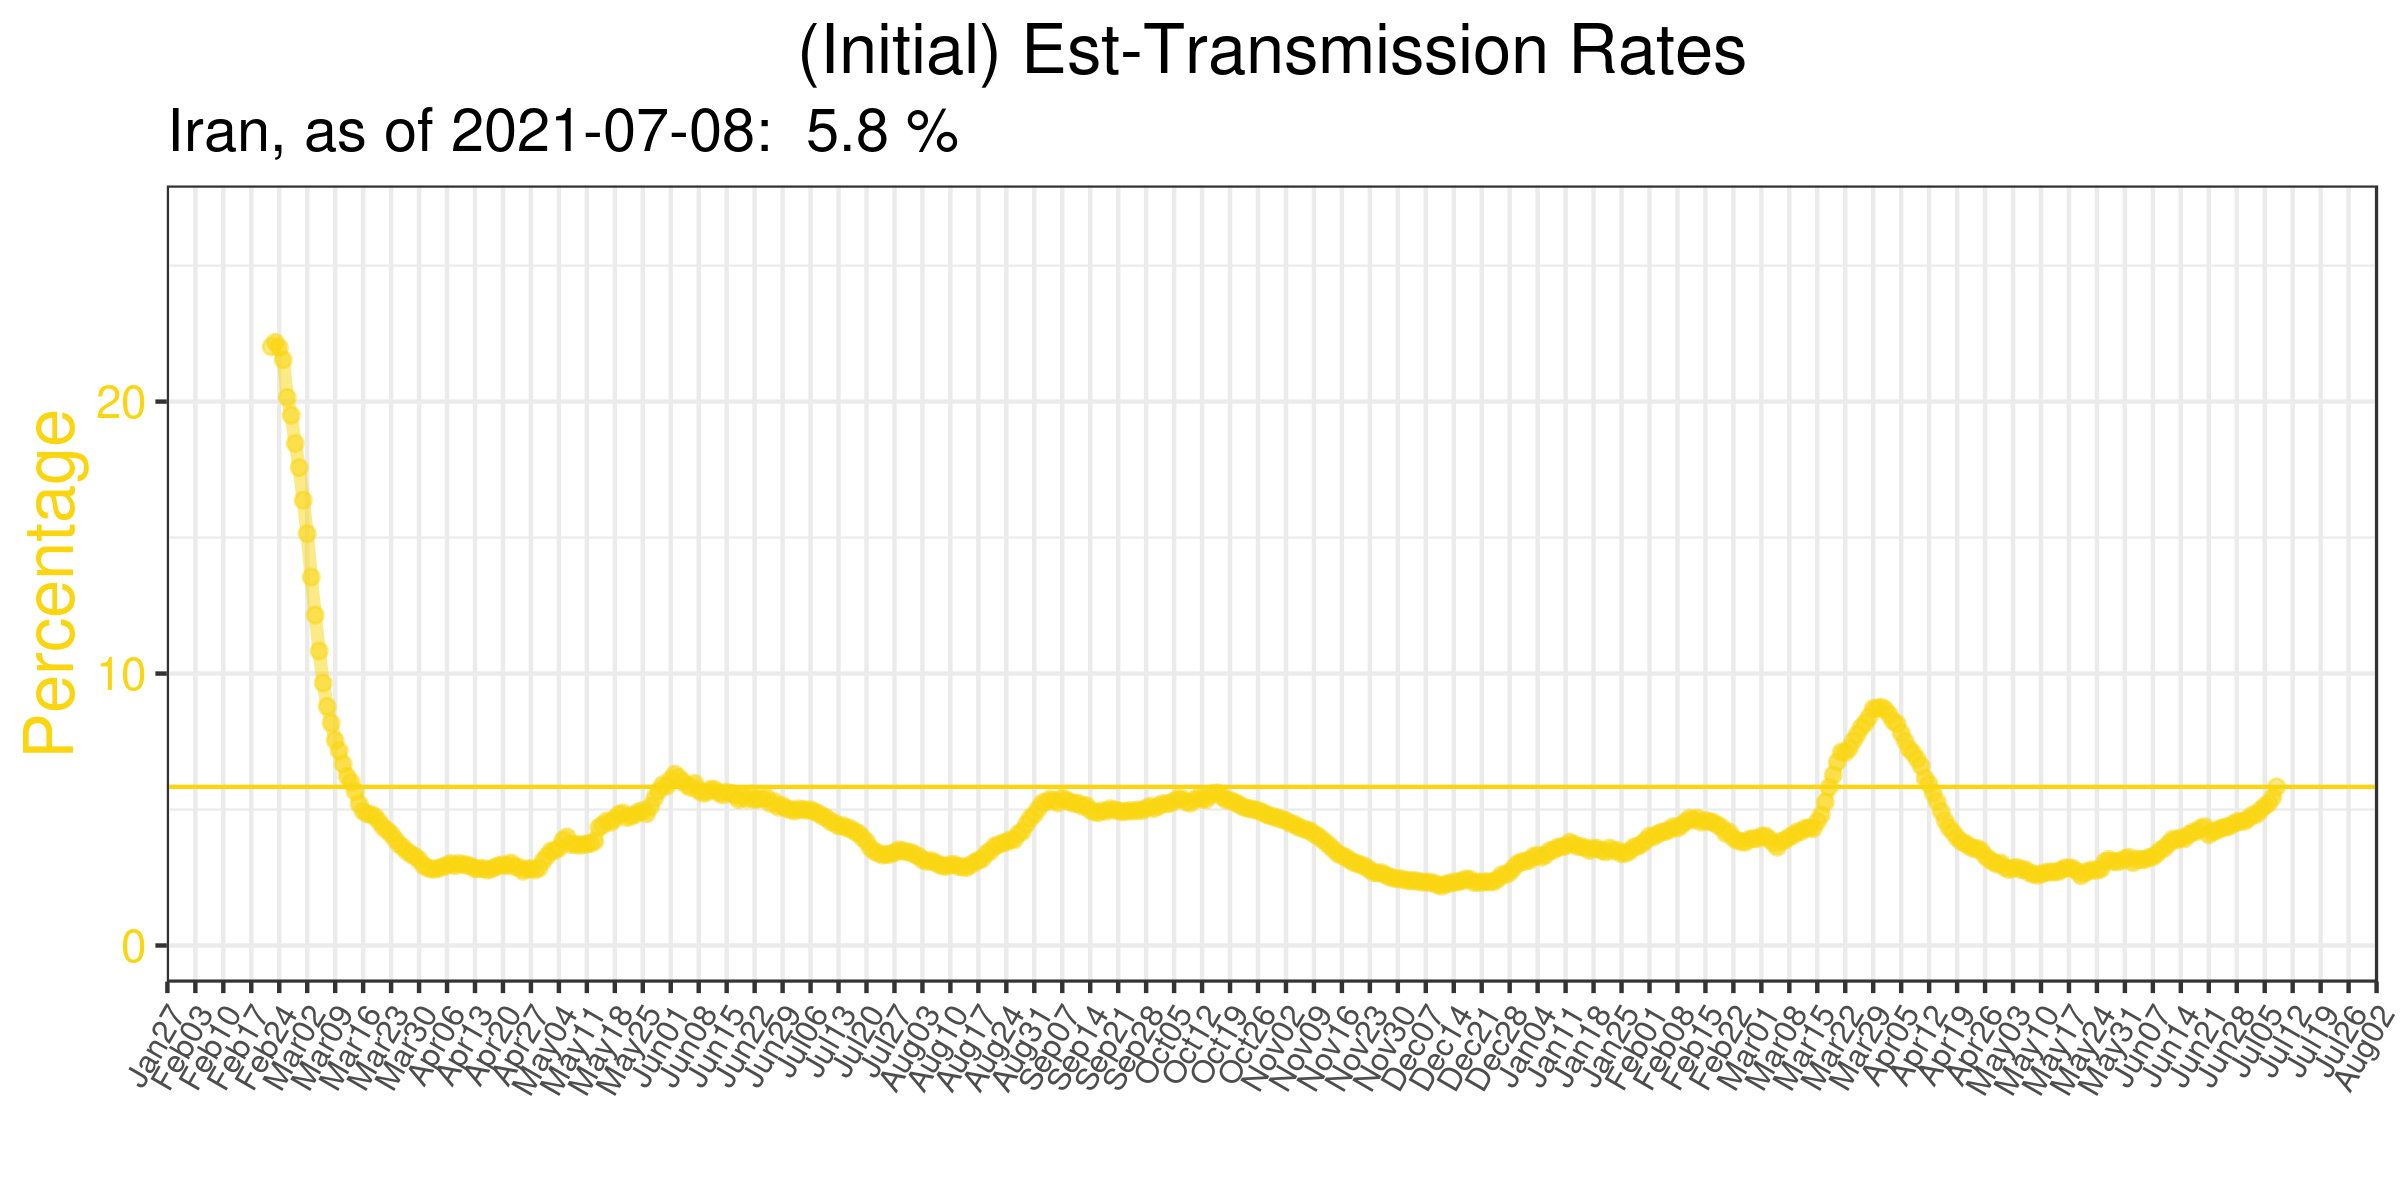 (Initial) Est-Transmission Rates
Iran, as of 2021-07-08:  5.8 %
Percentage
20
10
0
Jan27
Feb03
Feb10
Feb17
Feb24
Mar02
Mar09
Mar16
Mar23
Mar30
Apr06
Apr13
Apr20
Apr27
May04
May11
May18
May25
Jun01
Jun08
Jun15
Jun22
Jun29
Jul06
Jul13
Jul20
Jul27
Aug03
Aug10
Aug17
Aug24
Aug31
Sep07
Sep14
Sep21
Sep28
Oct05
Oct12
Oct19
Oct26
Nov02
Nov09
Nov16
Nov23
Nov30
Dec07
Dec14
Dec21
Dec28
Jan04
Jan11
Jan18
Jan25
Feb01
Feb08
Feb15
Feb22
Mar01
Mar08
Mar15
Mar22
Mar29
Apr05
Apr12
Apr19
Apr26
May03
May10
May17
May24
May31
Jun07
Jun14
Jun21
Jun28
Jul05
Jul12
Jul19
Jul26
Aug02